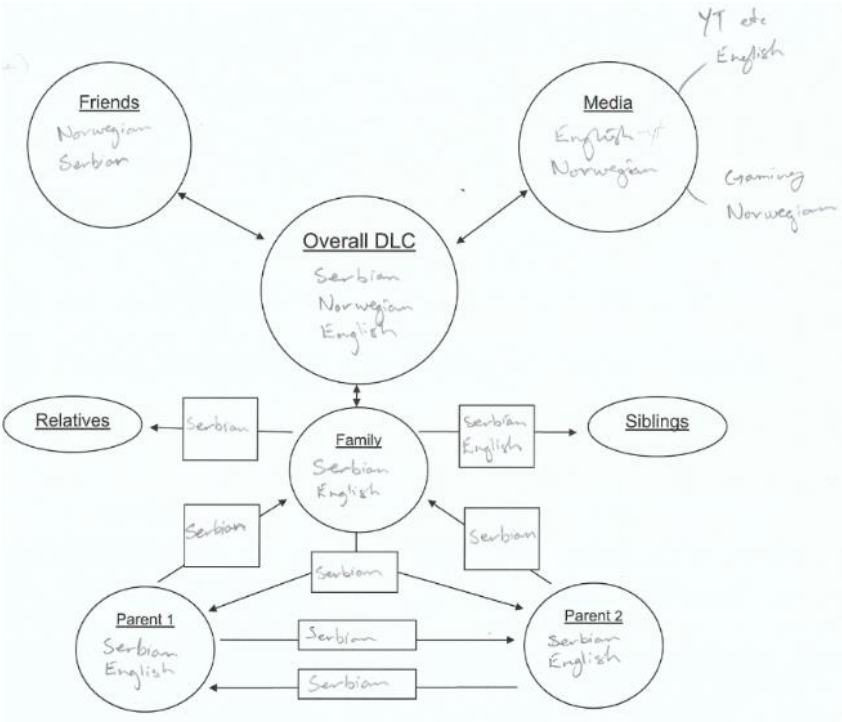 YT etc
English
Friends
Norwegian
Serbian
Media
English
Norwegian
Gaming
Norwegian
Overall DLC
Serbian
Norwegian
English
Relatives
Serbian
Family
Serbian
English
Serbian
English
Siblings
Serbian
Serbian
Serbian
Parent 1
Serbian
English
Serbian
Serbian
Parent 2
Serbian
English